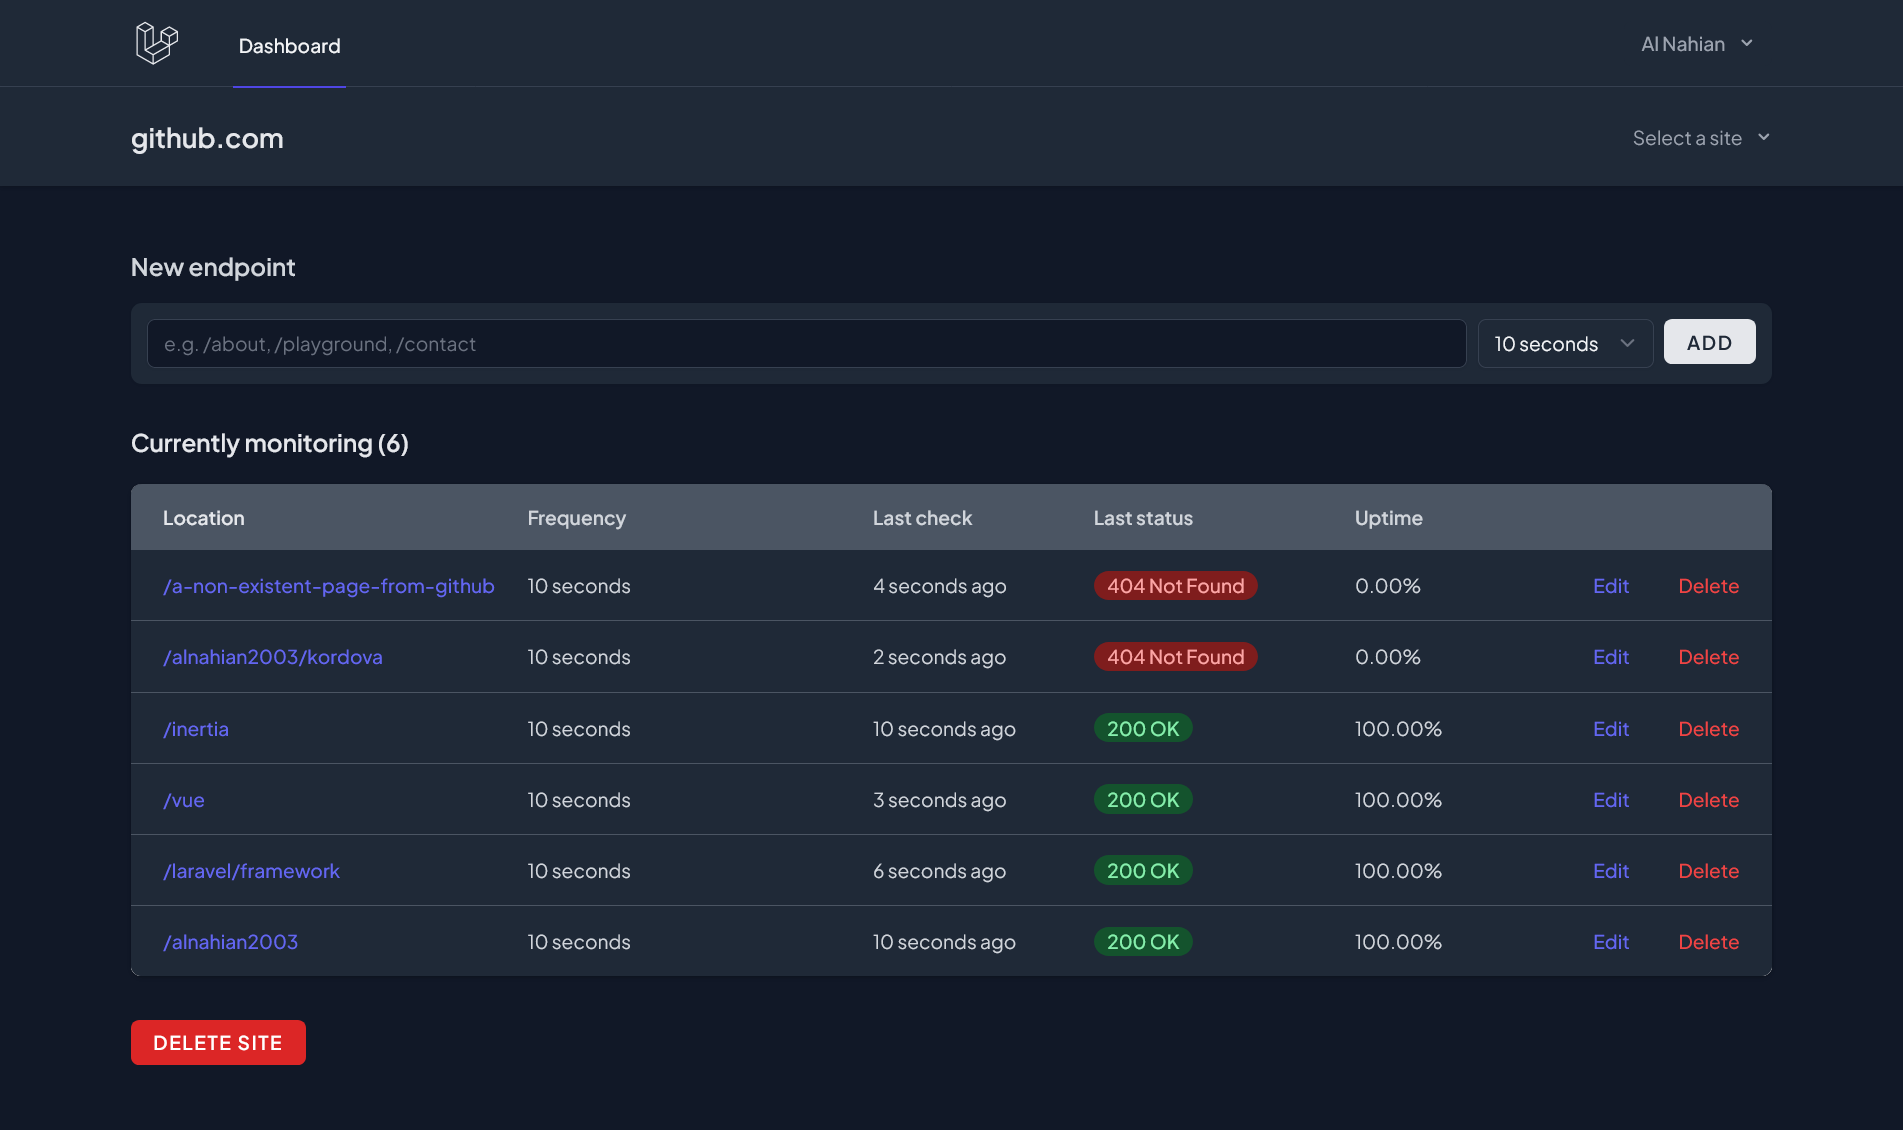 Dashboard
Al Nahian
github.com
Select a site
New endpoint
e.g. /about, /playground, /contact
10 seconds
ADD
Currently monitoring (6)
Location Frequency Last check Last status Uptime
/a-non-existent-page-from-github 10 seconds 4 seconds ago 404 Not Found 0.00% Edit Delete
/alnahian2003/kordova 10 seconds 2 seconds ago 404 Not Found 0.00% Edit Delete
/inertia 10 seconds 10 seconds ago 200 OK 100.00% Edit Delete
/vue 10 seconds 3 seconds ago 200 OK 100.00% Edit Delete
/laravel/framework 10 seconds 6 seconds ago 200 OK 100.00% Edit Delete
/alnahian2003 10 seconds 10 seconds ago 200 OK 100.00% Edit Delete
DELETE SITE